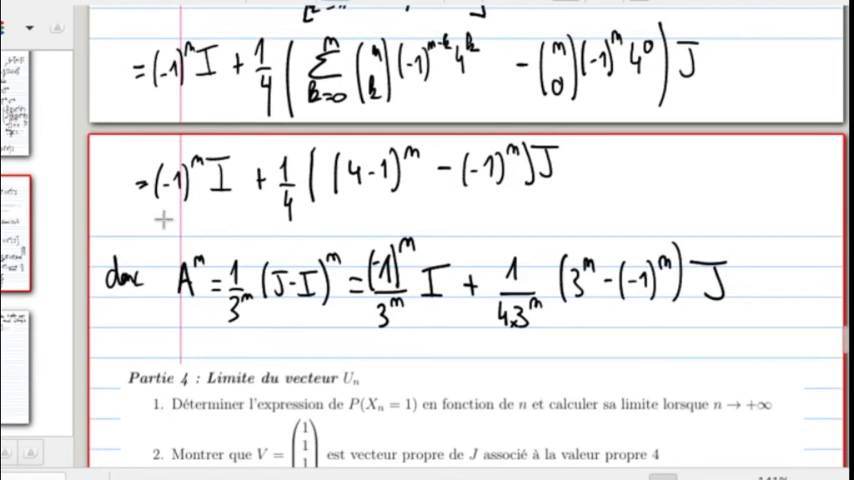 = (-1)^n I + 1/4 ( ∑_{k=0}^{n} (n k) (-1)^{n-k} 4^k - (n 0) (-1)^n 4^0 ) J
= (-1)^n I + 1/4 ( (4-1)^n - (-1)^n ) J
donc A^n = 1/3^n (J-I)^n = (-1)^n/3^n I + 1/(4×3^n) (3^n - (-1)^n) J
Partie 4 : Limite du vecteur U_n
1. Déterminer l'expression de P(X_n = 1) en fonction de n et calculer sa limite lorsque n → +∞
2. Montrer que V = (1 1 1) est vecteur propre de J associé à la valeur propre 4